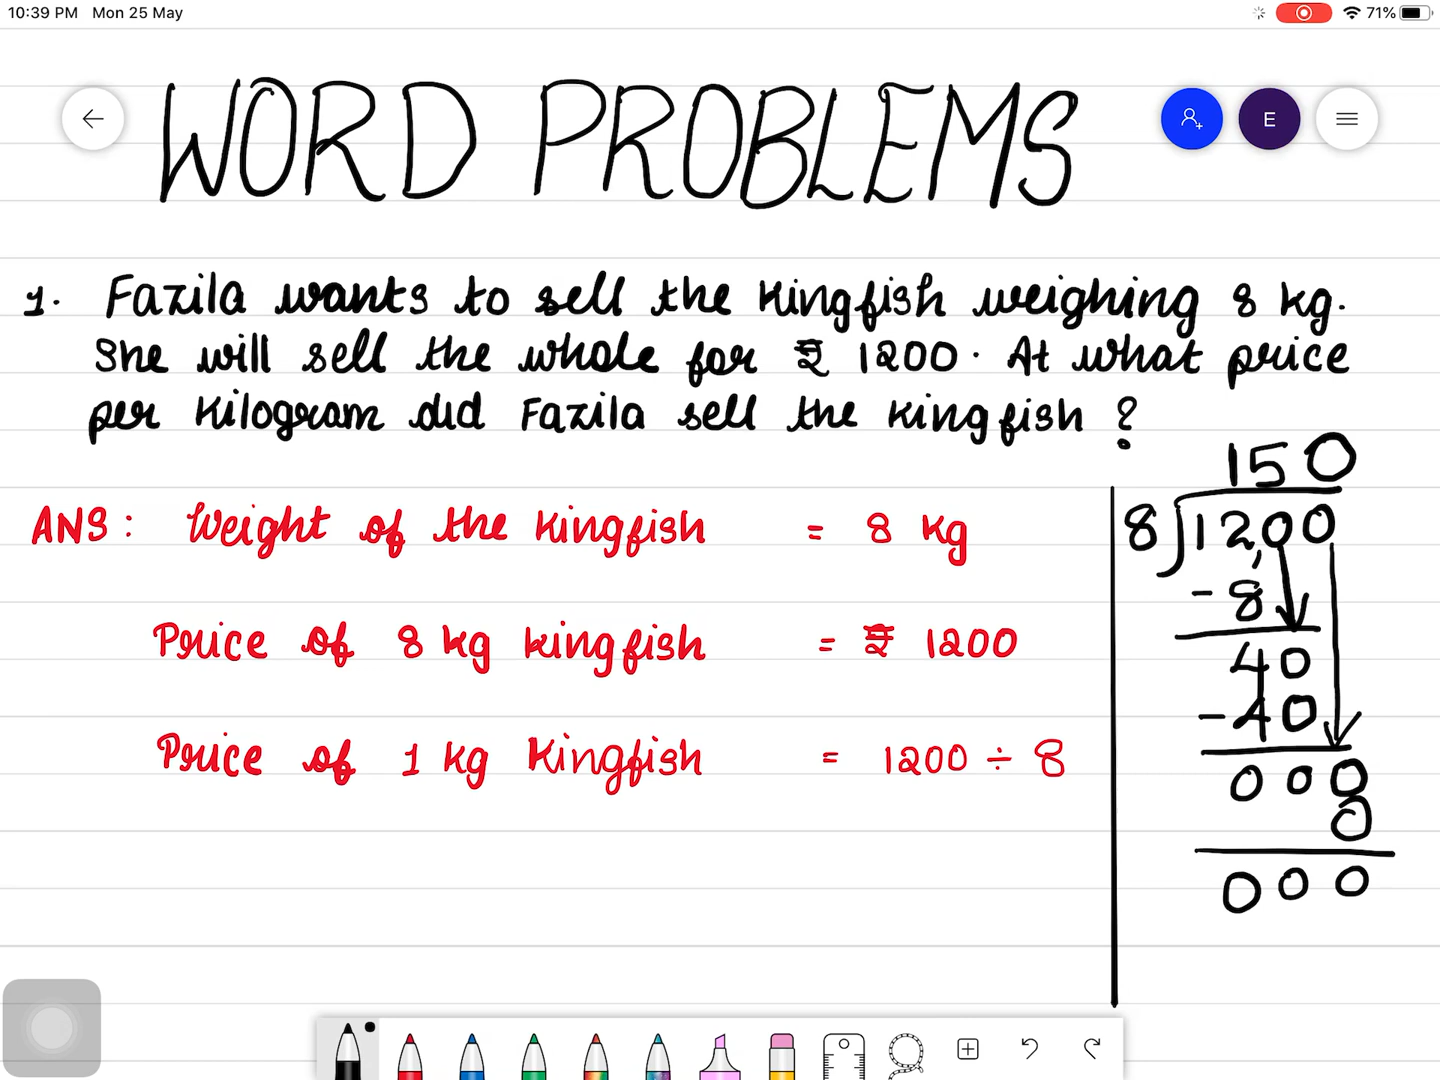 10:39 PM Mon 25 May 71%
WORD PROBLEMS
E
1. Fazila wants to sell the kingfish weighing 8 kg.
She will sell the whole for ₹ 1200. At what price
per kilogram did Fazila sell the kingfish ?
ANS : Weight of the kingfish = 8 kg
Price of 8 kg kingfish = ₹ 1200
Price of 1 kg kingfish = 1200 ÷ 8
150
8 1200
- 8
40
- 40
000
0
000